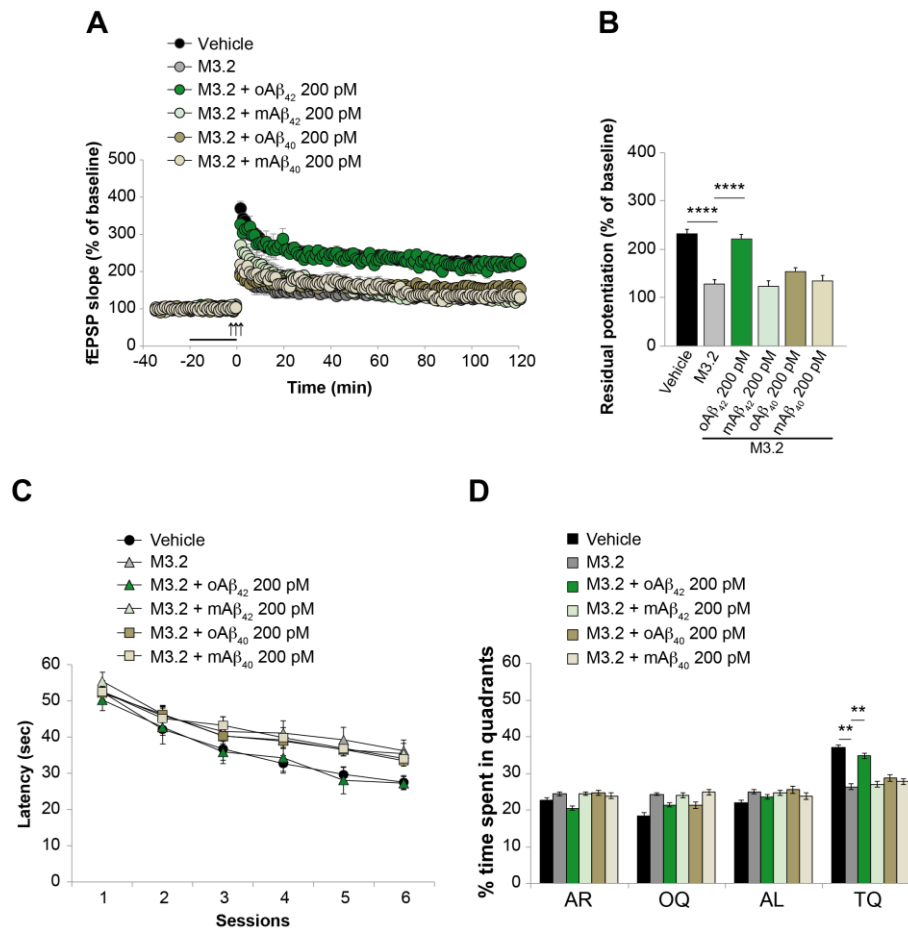 A
Vehicle
M3.2
M3.2 + oAβ₄₂ 200 pM
M3.2 + mAβ₄₂ 200 pM
M3.2 + oAβ₄₀ 200 pM
M3.2 + mAβ₄₀ 200 pM
fEPSP slope (% of baseline)
500
400
300
200
100
0
↑↑↑
-40 -20 0 20 40 60 80 100 120
Time (min)
B
Residual potentiation (% of baseline)
400
300
200
100
0
**** ****
Vehicle
M3.2
oAβ₄₂ 200 pM
mAβ₄₂ 200 pM
oAβ₄₀ 200 pM
mAβ₄₀ 200 pM
M3.2
C
Vehicle
M3.2
M3.2 + oAβ₄₂ 200 pM
M3.2 + mAβ₄₂ 200 pM
M3.2 + oAβ₄₀ 200 pM
M3.2 + mAβ₄₀ 200 pM
Latency (sec)
60
50
40
30
20
10
00
1 2 3 4 5 6
Sessions
D
Vehicle
M3.2
M3.2 + oAβ₄₂ 200 pM
M3.2 + mAβ₄₂ 200 pM
M3.2 + oAβ₄₀ 200 pM
M3.2 + mAβ₄₀ 200 pM
% time spent in quadrants
60
50
40
30
20
10
0
** **
AR OQ AL TQ